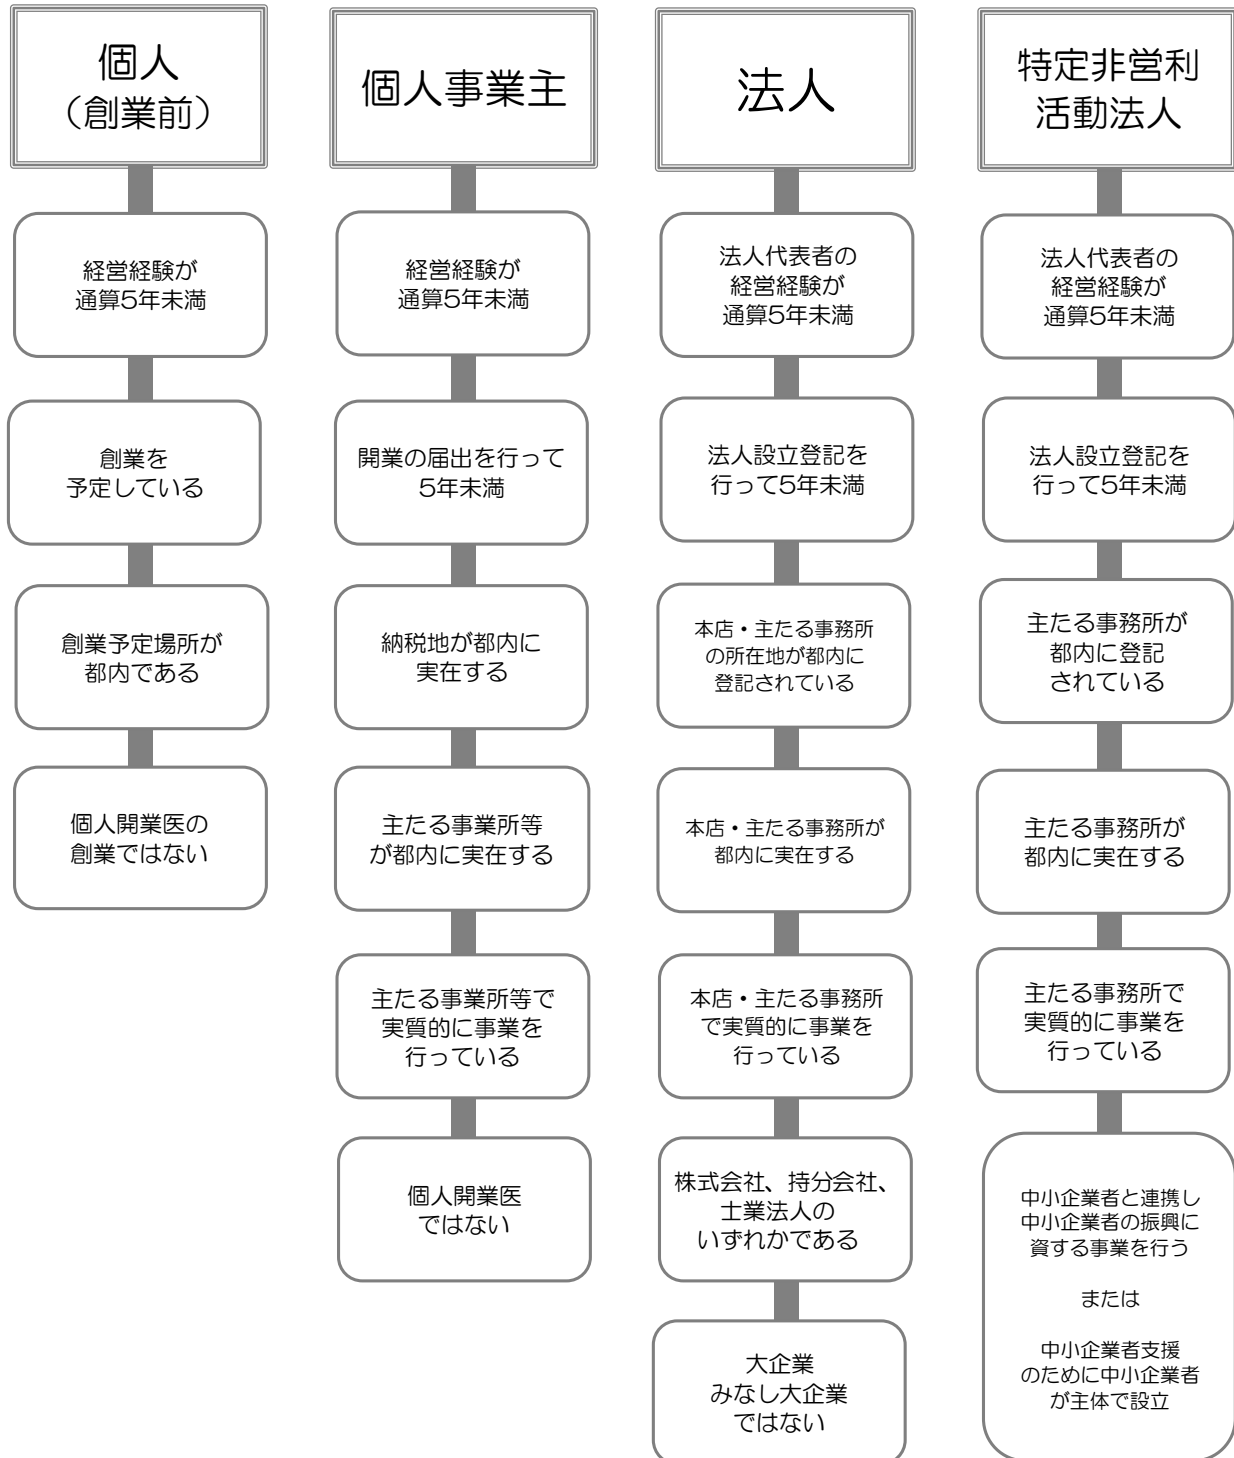 個人
（創業前）
経営経験が
通算5年未満
創業を
予定している
創業予定場所が
都内である
個人開業医の
創業ではない
個人事業主
経営経験が
通算5年未満
開業の届出を行って
5年未満
納税地が都内に
実在する
主たる事業所等
が都内に実在する
主たる事業所等で
実質的に事業を
行っている
個人開業医
ではない
法人
法人代表者の
経営経験が
通算5年未満
法人設立登記を
行って5年未満
本店・主たる事務所
の所在地が都内に
登記されている
本店・主たる事務所が
都内に実在する
本店・主たる事務所
で実質的に事業を
行っている
株式会社、持分会社、
士業法人の
いずれかである
大企業
みなし大企業
ではない
特定非営利
活動法人
法人代表者の
経営経験が
通算5年未満
法人設立登記を
行って5年未満
主たる事務所が
都内に登記
されている
主たる事務所が
都内に実在する
主たる事務所で
実質的に事業を
行っている
中小企業者と連携し
中小企業者の振興に
資する事業を行う
または
中小企業者支援
のために中小企業者
が主体で設立